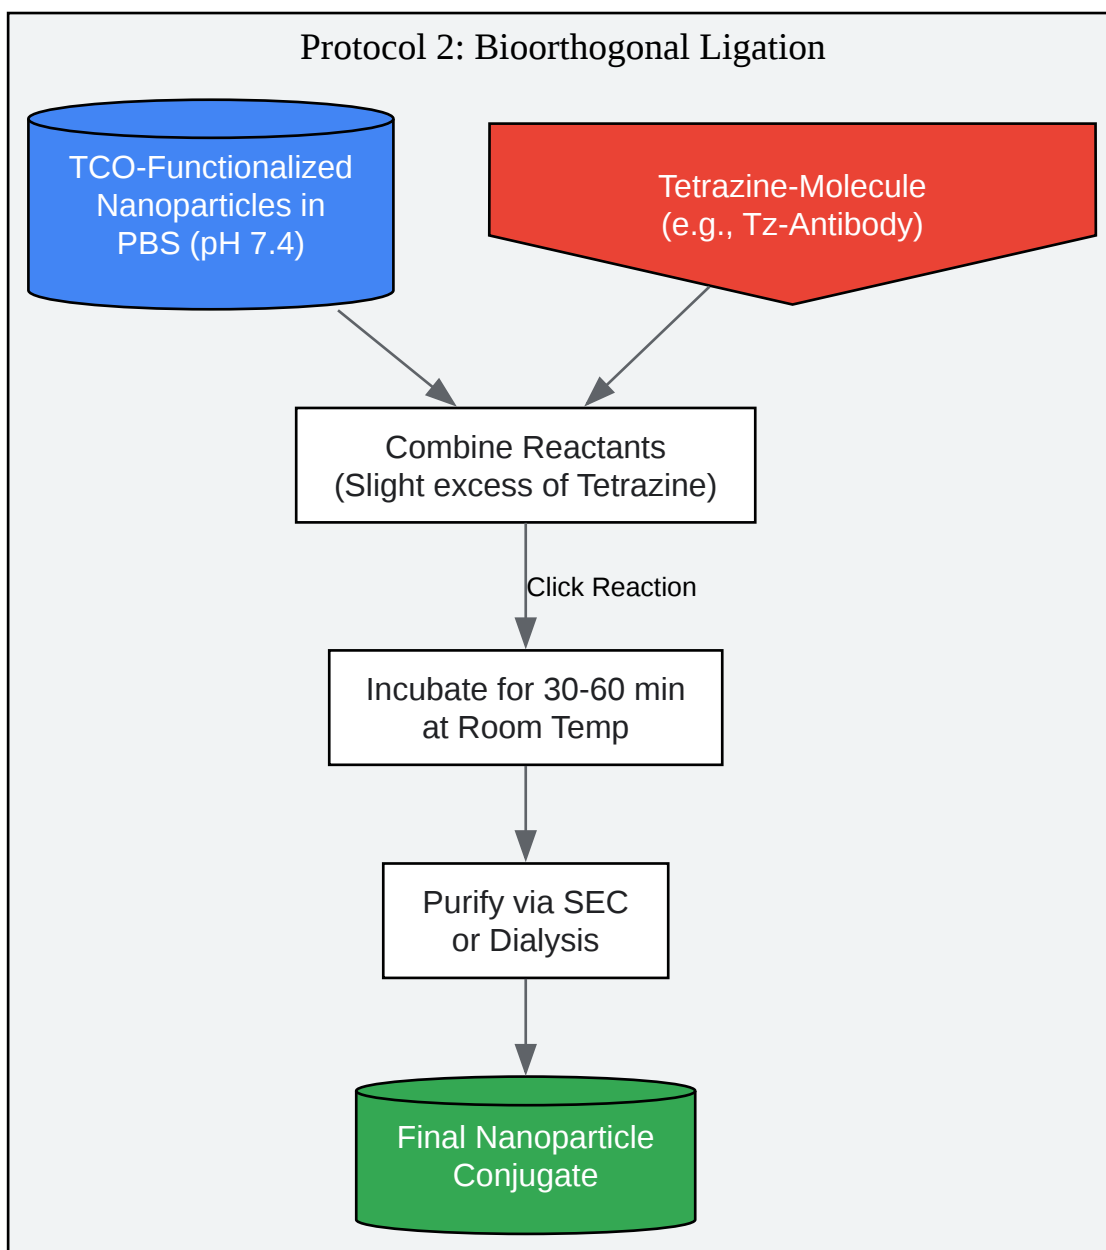 Protocol 2: Bioorthogonal Ligation
TCO-Functionalized
Nanoparticles in
PBS (pH 7.4)
Tetrazine-Molecule
(e.g., Tz-Antibody)
Combine Reactants
(Slight excess of Tetrazine)
Click Reaction
Incubate for 30-60 min
at Room Temp
Purify via SEC
or Dialysis
Final Nanoparticle
Conjugate